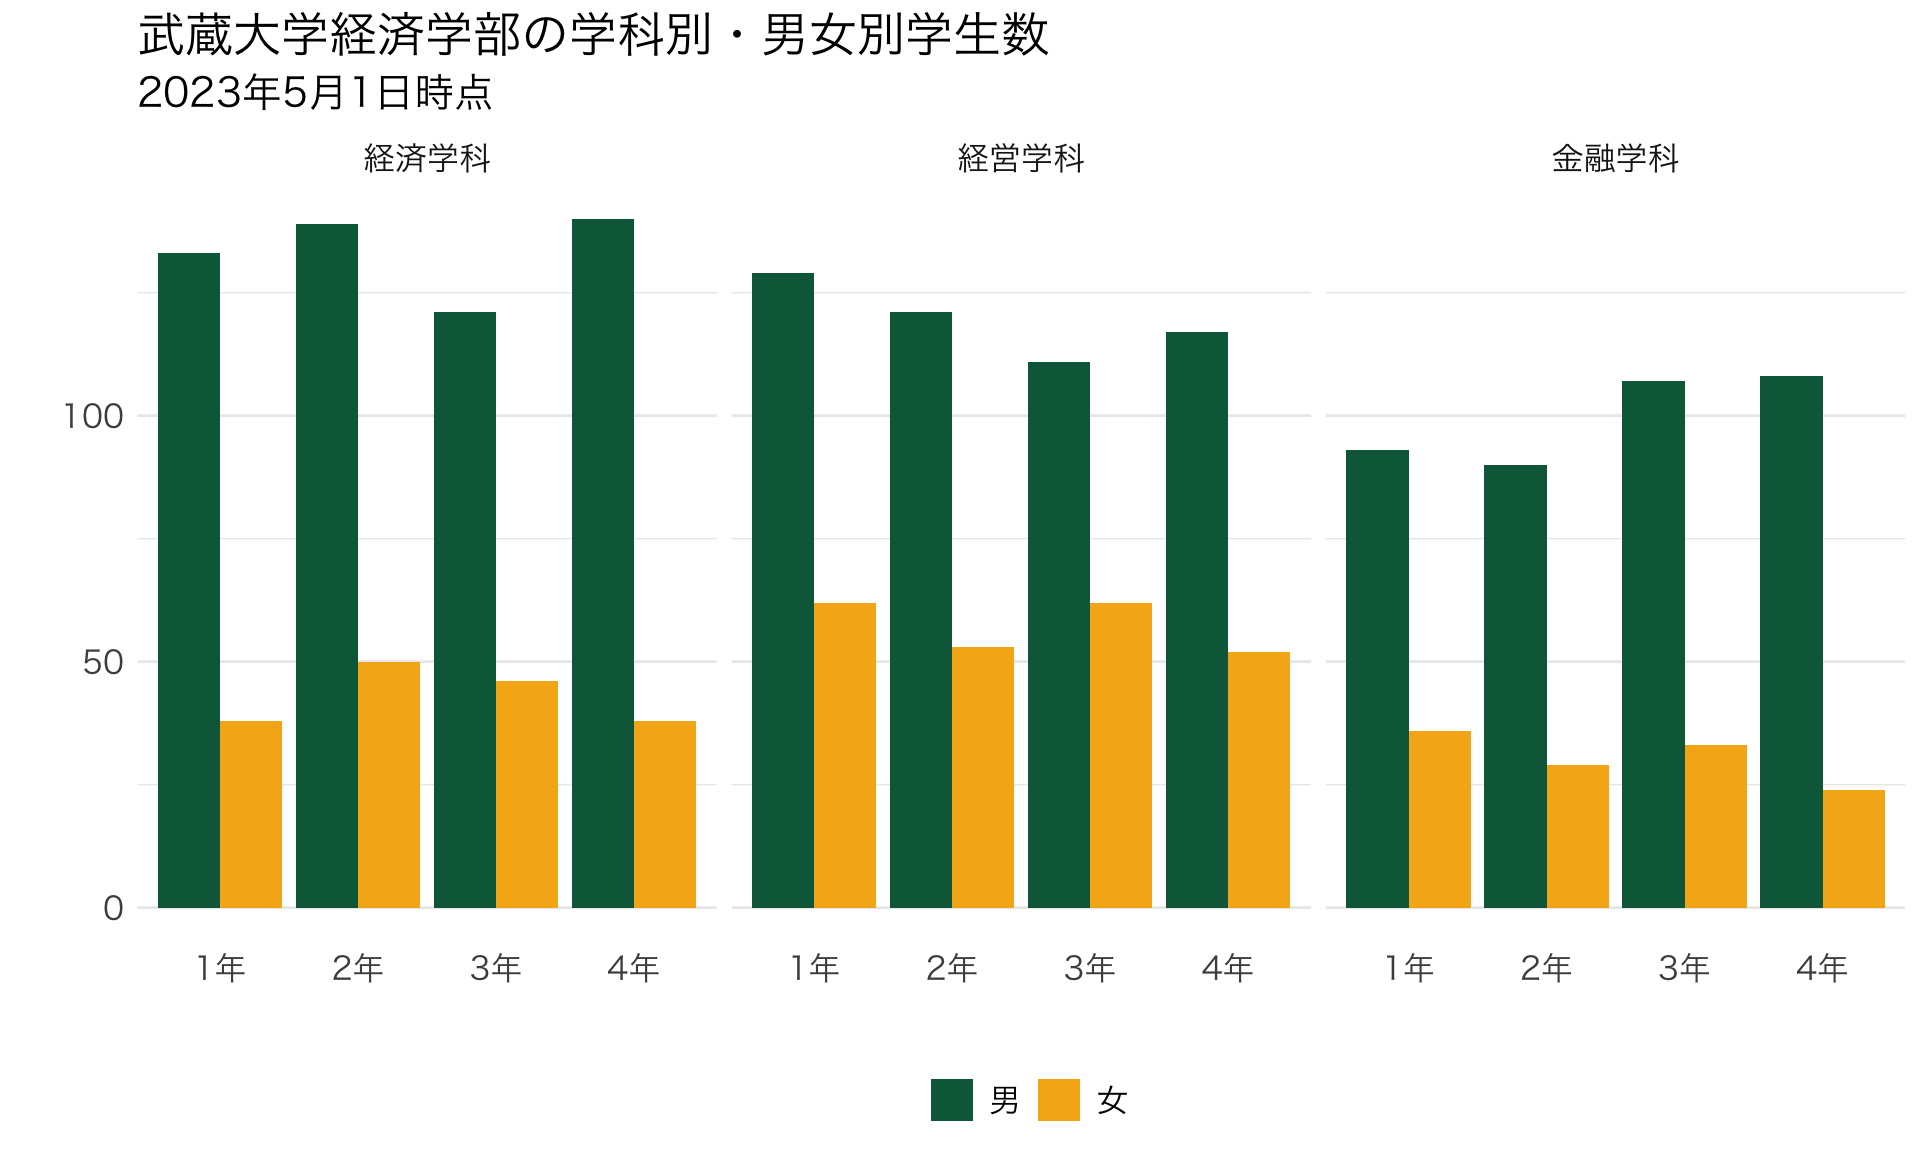 武蔵大学経済学部の学科別・男女別学生数
2023年5月1日時点
経済学科 経営学科 金融学科
100
50
0
1年 2年 3年 4年 1年 2年 3年 4年 1年 2年 3年 4年
男 女